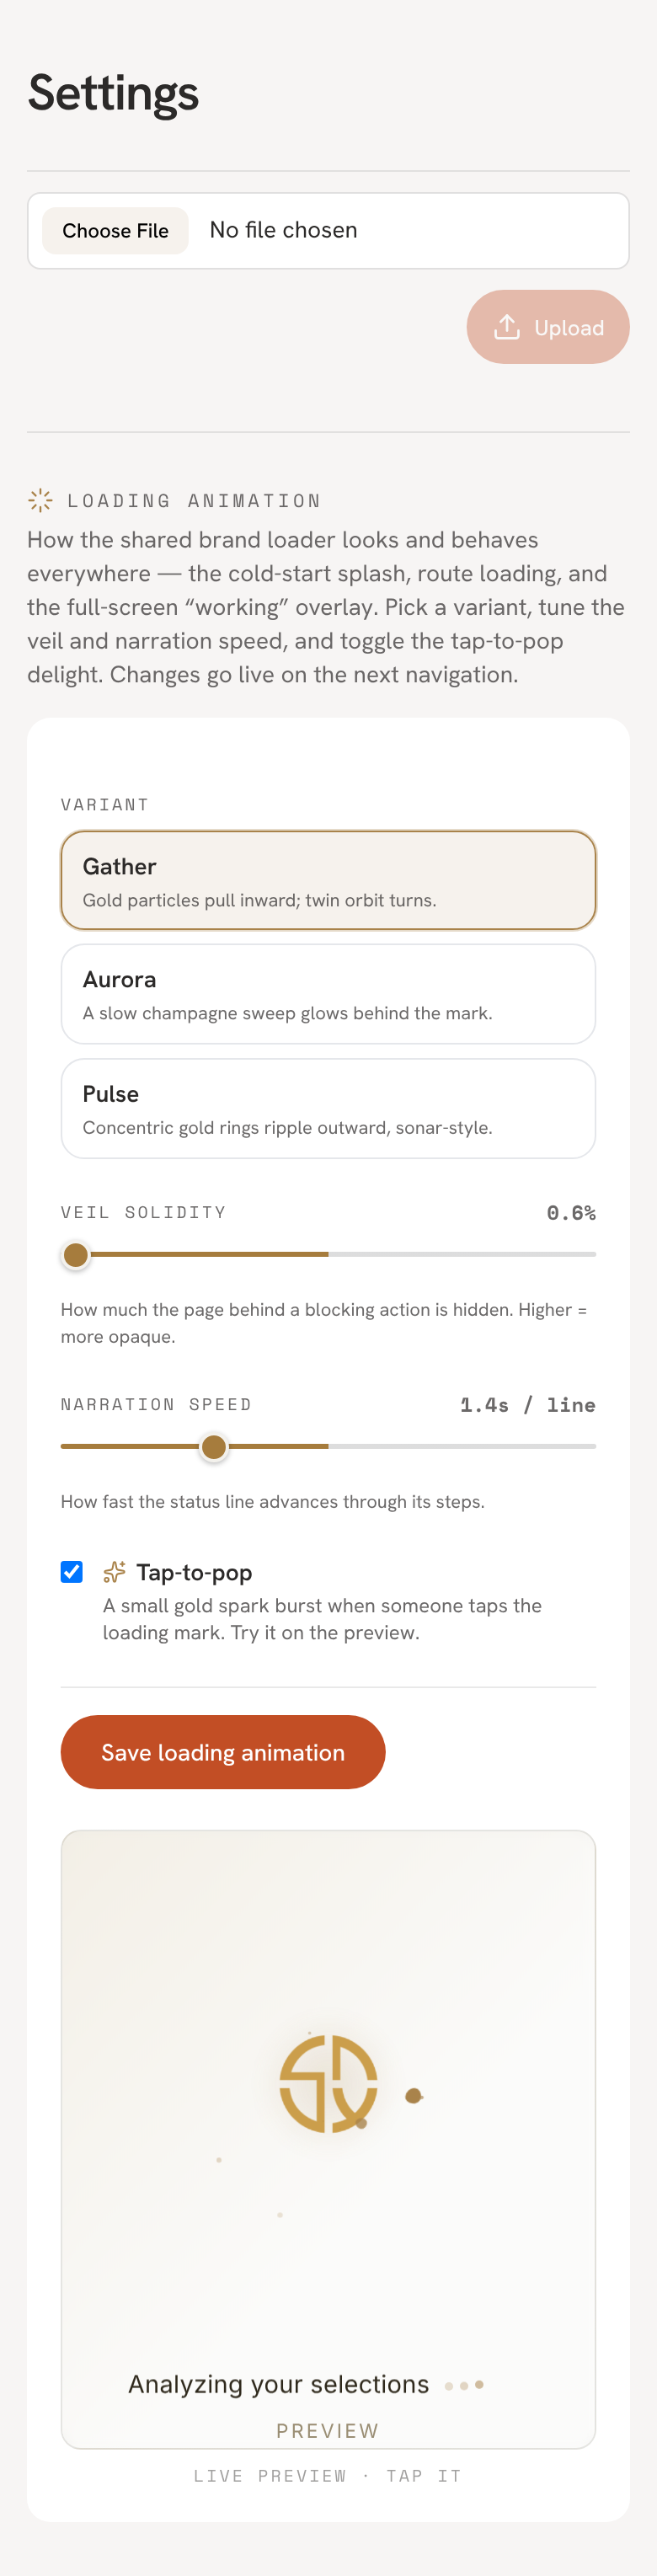 Settings
Choose File No file chosen
Upload
LOADING ANIMATION
How the shared brand loader looks and behaves
everywhere — the cold-start splash, route loading, and
the full-screen “working” overlay. Pick a variant, tune the
veil and narration speed, and toggle the tap-to-pop
delight. Changes go live on the next navigation.
VARIANT
Gather
Gold particles pull inward; twin orbit turns.
Aurora
A slow champagne sweep glows behind the mark.
Pulse
Concentric gold rings ripple outward, sonar-style.
VEIL SOLIDITY 0.6%
How much the page behind a blocking action is hidden. Higher =
more opaque.
NARRATION SPEED 1.4s / line
How fast the status line advances through its steps.
Tap-to-pop
A small gold spark burst when someone taps the
loading mark. Try it on the preview.
Save loading animation
Analyzing your selections
PREVIEW
LIVE PREVIEW · TAP IT